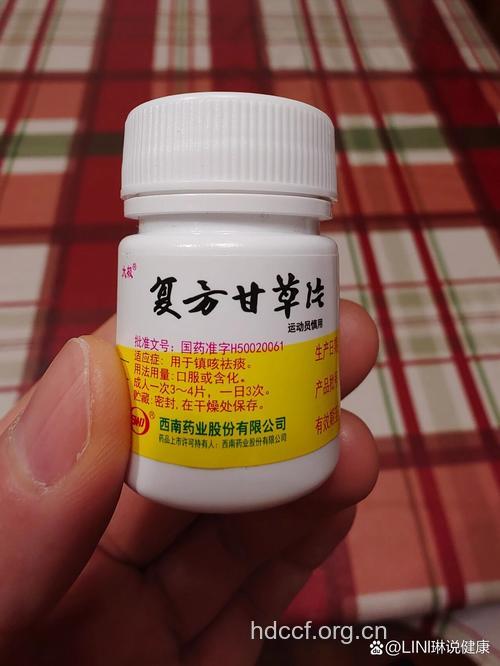 太极®
复方甘草片
运动员慎用
批准文号：国药准字H50020061
适应症：用于镇咳祛痰。
用法用量：口服或含化。
成人一次3～4片，一日3次。
贮藏：密封，在干燥处保存。
生产日期
产品批号
有效期至
西南药业股份有限公司
药品上市许可持有人：西南药业股份有限公司
hdccf.org.cn
@LINI琳说健康